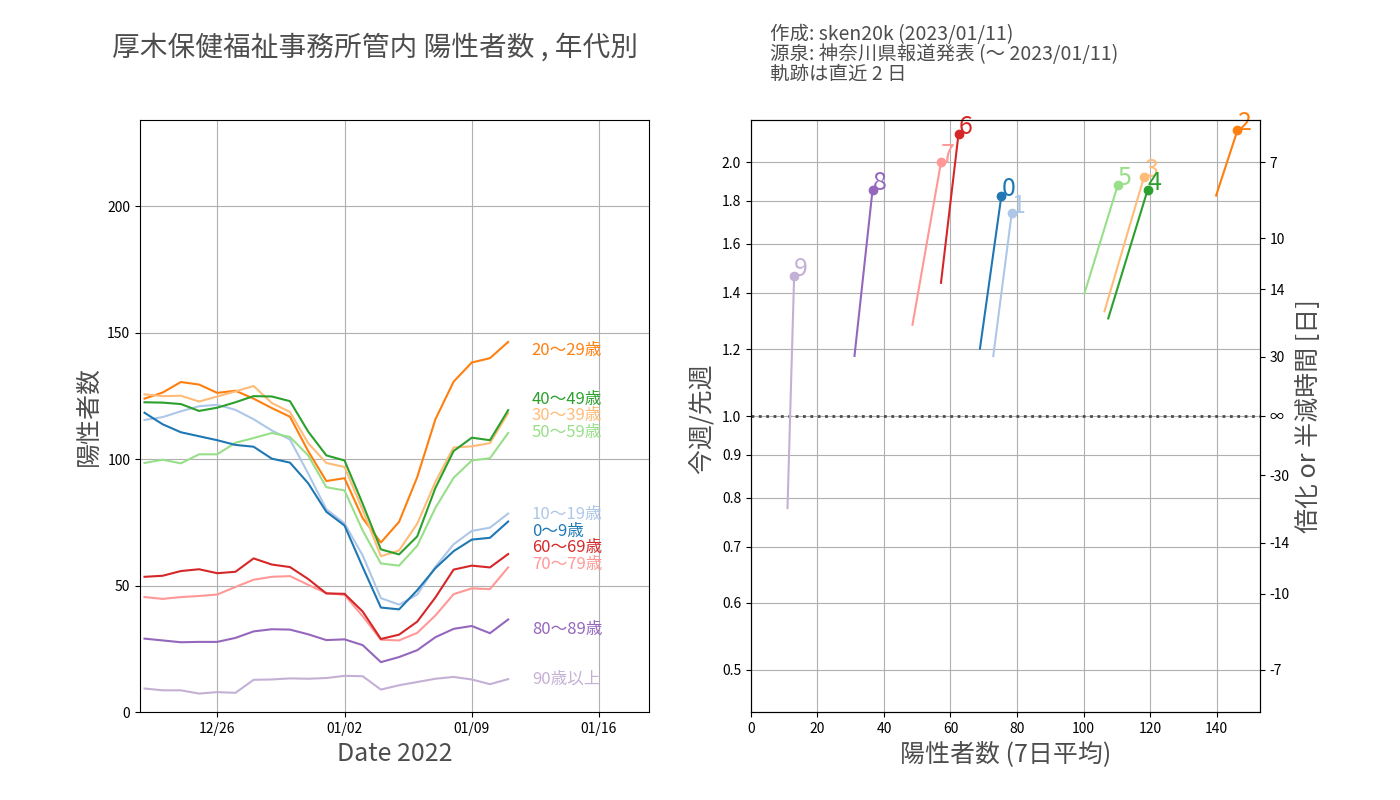 厚木保健福祉事務所管内 陽性者数 , 年代別
作成: sken20k (2023/01/11)
源泉: 神奈川県報道発表 (～ 2023/01/11)
軌跡は直近 2 日
陽性者数
200
150
100
50
0
20～29歳
40～49歳
30～39歳
50～59歳
10～19歳
0～9歳
60～69歳
70～79歳
80～89歳
90歳以上
12/26
01/02
01/09
01/16
Date 2022
今週/先週
2.0
1.8
1.6
1.4
1.2
1.0
0.9
0.8
0.7
0.6
0.5
9
8
7
6
0
1
5
3
4
2
0
20
40
60
80
100
120
140
陽性者数 (7日平均)
7
10
14
30
∞
-30
-14
-10
-7
倍化 or 半減時間 [日]